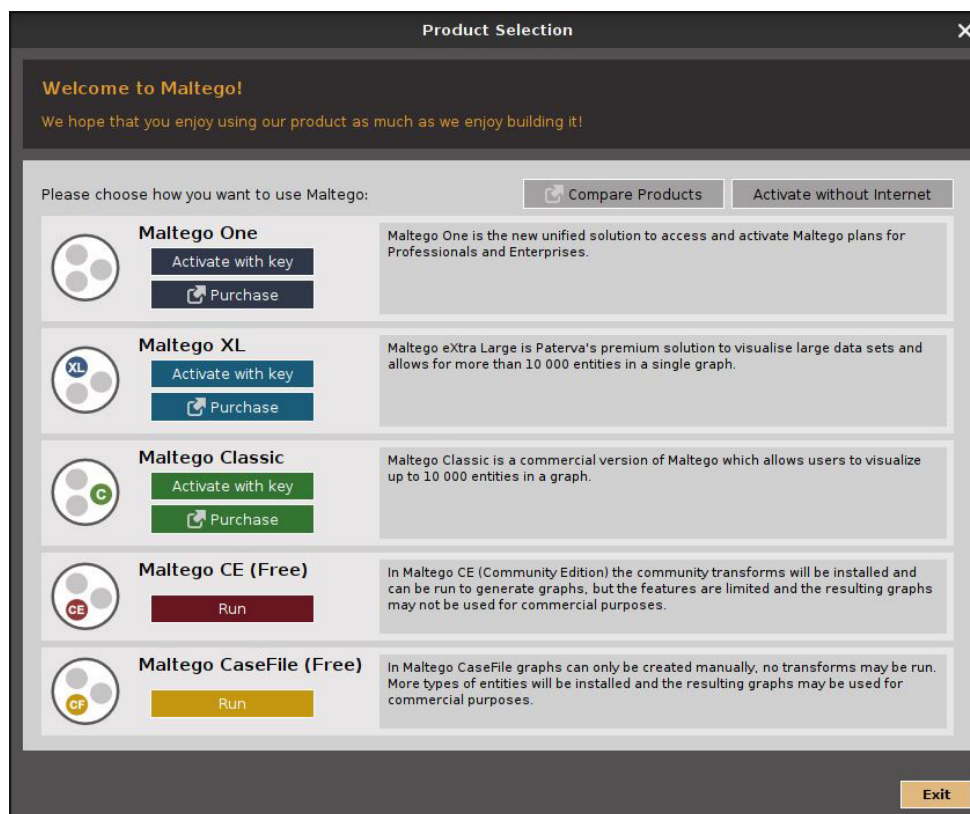 Product Selection
Welcome to Maltego!
We hope that you enjoy using our product as much as we enjoy building it!
Please choose how you want to use Maltego:
Compare Products
Activate without Internet
Maltego One
Activate with key
Purchase
Maltego One is the new unified solution to access and activate Maltego plans for
Professionals and Enterprises.
XL
Maltego XL
Activate with key
Purchase
Maltego eXtra Large is Paterva's premium solution to visualise large data sets and
allows for more than 10 000 entities in a single graph.
C
Maltego Classic
Activate with key
Purchase
Maltego Classic is a commercial version of Maltego which allows users to visualize
up to 10 000 entities in a graph.
CE
Maltego CE (Free)
Run
In Maltego CE (Community Edition) the community transforms will be installed and
can be run to generate graphs, but the features are limited and the resulting graphs
may not be used for commercial purposes.
CF
Maltego CaseFile (Free)
Run
In Maltego CaseFile graphs can only be created manually, no transforms may be run.
More types of entities will be installed and the resulting graphs may be used for
commercial purposes.
Exit